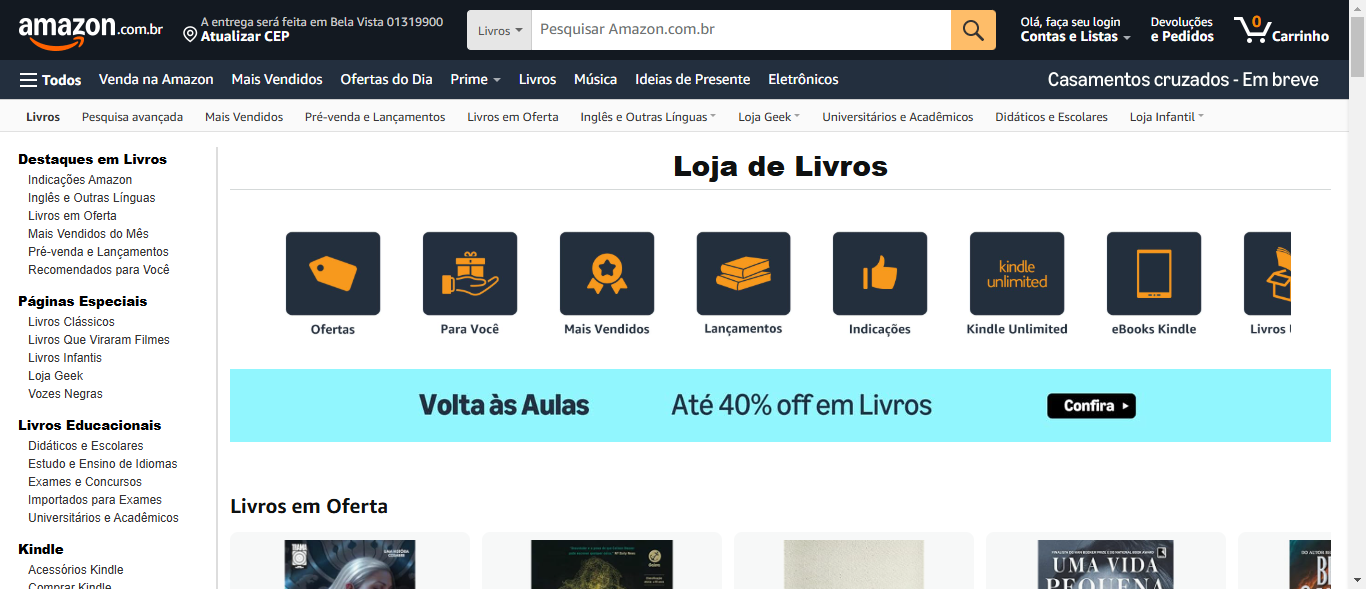 amazon.com.br
A entrega será feita em Bela Vista 01319900
Atualizar CEP
Livros
Pesquisar Amazon.com.br
Olá, faça seu login
Contas e Listas
Devoluções
e Pedidos
0
Carrinho
Todos
Venda na Amazon
Mais Vendidos
Ofertas do Dia
Prime
Livros
Música
Ideias de Presente
Eletrônicos
Casamentos cruzados - Em breve
Livros
Pesquisa avançada
Mais Vendidos
Pré-venda e Lançamentos
Livros em Oferta
Inglês e Outras Línguas
Loja Geek
Universitários e Acadêmicos
Didáticos e Escolares
Loja Infantil
Destaques em Livros
Indicações Amazon
Inglês e Outras Línguas
Livros em Oferta
Mais Vendidos do Mês
Pré-venda e Lançamentos
Recomendados para Você
Páginas Especiais
Livros Clássicos
Livros Que Viraram Filmes
Livros Infantis
Loja Geek
Vozes Negras
Livros Educacionais
Didáticos e Escolares
Estudo e Ensino de Idiomas
Exames e Concursos
Importados para Exames
Universitários e Acadêmicos
Kindle
Acessórios Kindle
Comprar Kindle
Loja de Livros
Ofertas
Para Você
Mais Vendidos
Lançamentos
Indicações
kindle
unlimited
Kindle Unlimited
eBooks Kindle
Livros
Volta às Aulas
Até 40% off em Livros
Confira
Livros em Oferta
UMA VIDA
PEQUENA